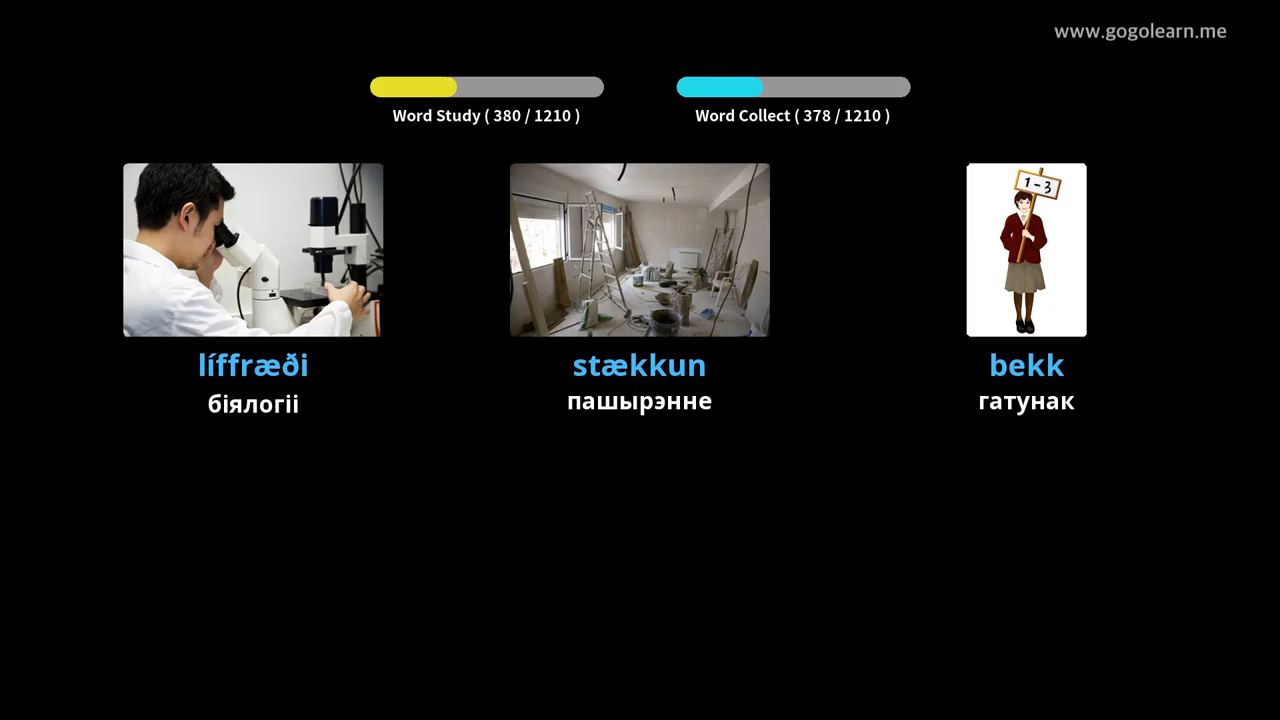 www.gogolearn.me
Word Study ( 380 / 1210 )
Word Collect ( 378 / 1210 )
1-3
líffræði
stækkun
bekk
біялогіі
пашырэнне
гатунак